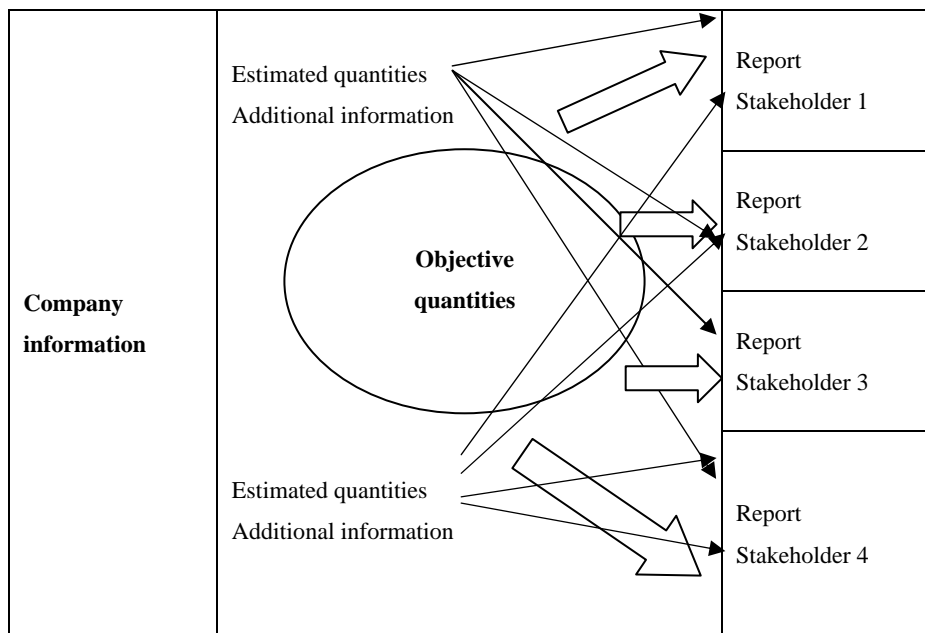 Company
information
Estimated quantities
Additional information
Objective
quantities
Estimated quantities
Additional information
Report
Stakeholder 1
Report
Stakeholder 2
Report
Stakeholder 3
Report
Stakeholder 4